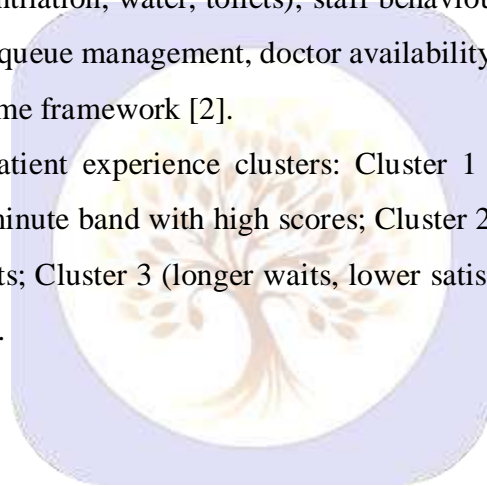 ntilation, water, toilets), staff behaviou
queue management, doctor availability
me framework [2].
atient experience clusters: Cluster 1
minute band with high scores; Cluster 2
ts; Cluster 3 (longer waits, lower satis
.